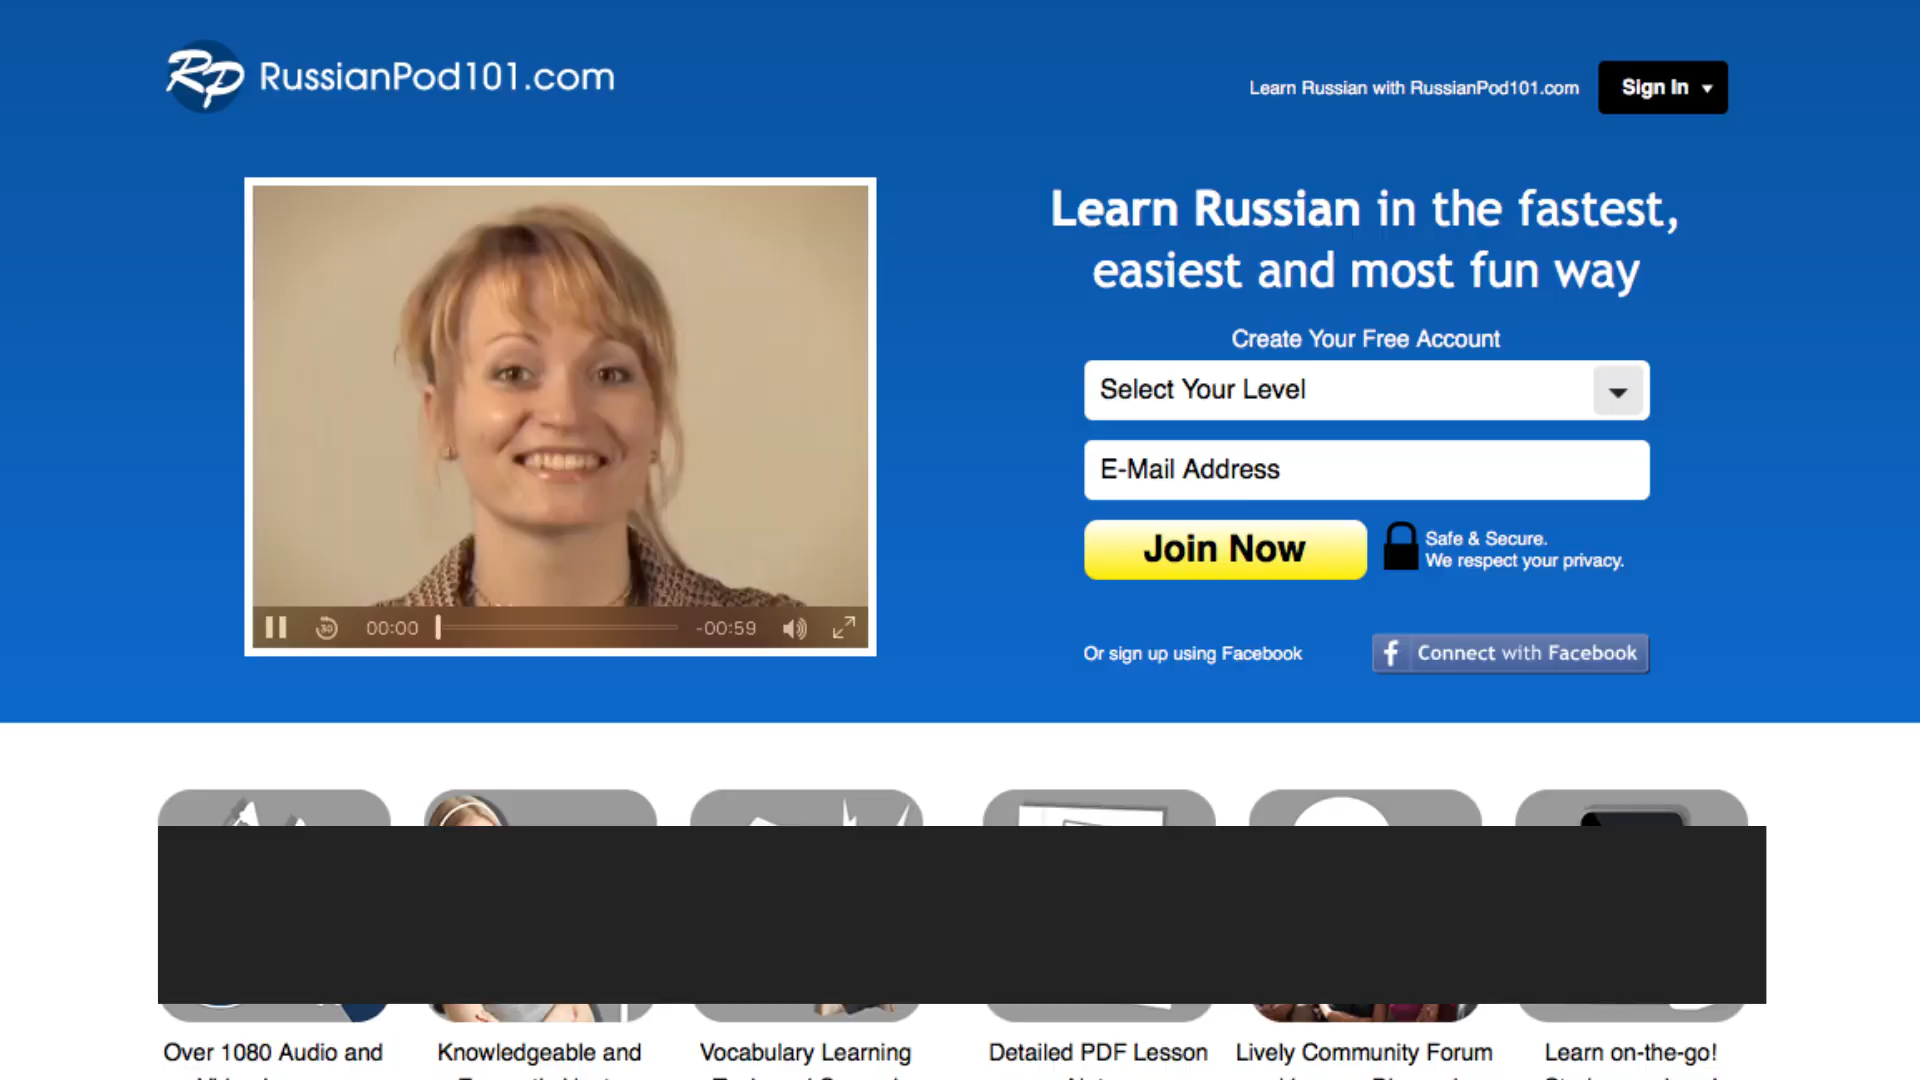 RP RussianPod101.com
Learn Russian with RussianPod101.com
Sign In
Learn Russian in the fastest,
easiest and most fun way
Create Your Free Account
Select Your Level
E-Mail Address
Join Now
Safe & Secure.
We respect your privacy.
30
00:00
-00:59
Or sign up using Facebook
f Connect with Facebook
Over 1080 Audio and
Knowledgeable and
Vocabulary Learning
Detailed PDF Lesson
Lively Community Forum
Learn on-the-go!